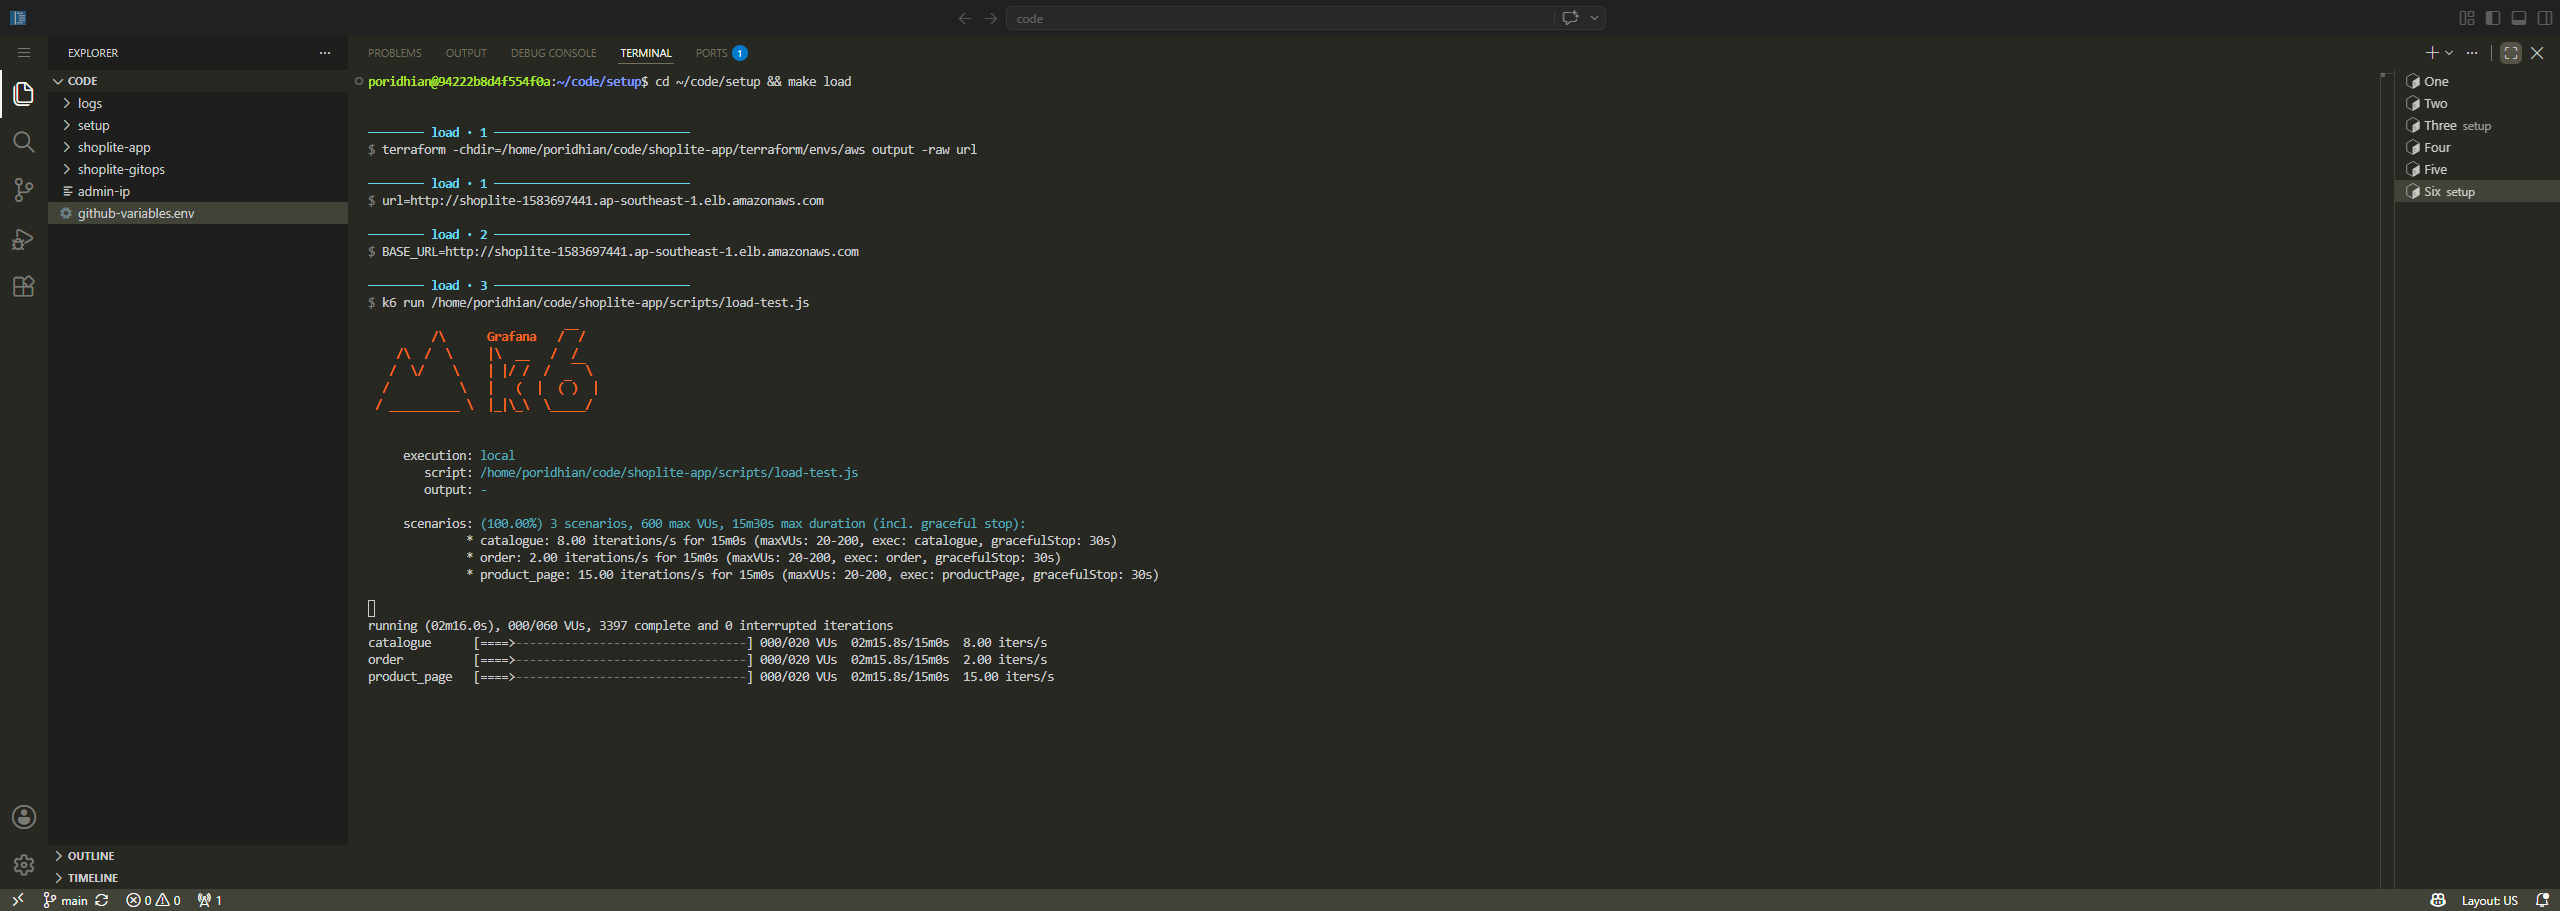 code
EXPLORER
PROBLEMS OUTPUT DEBUG CONSOLE TERMINAL PORTS 1
CODE
logs
setup
shoplite-app
shoplite-gitops
admin-ip
github-variables.env
OUTLINE
TIMELINE
poridhian@94222b8d4f554f0a:~/code/setup$ cd ~/code/setup && make load
load · 1
$ terraform -chdir=/home/poridhian/code/shoplite-app/terraform/envs/aws output -raw url
load · 1
$ url=http://shoplite-1583697441.ap-southeast-1.elb.amazonaws.com
load · 2
$ BASE_URL=http://shoplite-1583697441.ap-southeast-1.elb.amazonaws.com
load · 3
$ k6 run /home/poridhian/code/shoplite-app/scripts/load-test.js
Grafana
k6
execution: local
script: /home/poridhian/code/shoplite-app/scripts/load-test.js
output: -
scenarios: (100.00%) 3 scenarios, 600 max VUs, 15m30s max duration (incl. graceful stop):
* catalogue: 8.00 iterations/s for 15m0s (maxVUs: 20-200, exec: catalogue, gracefulStop: 30s)
* order: 2.00 iterations/s for 15m0s (maxVUs: 20-200, exec: order, gracefulStop: 30s)
* product_page: 15.00 iterations/s for 15m0s (maxVUs: 20-200, exec: productPage, gracefulStop: 30s)
running (02m16.0s), 000/060 VUs, 3397 complete and 0 interrupted iterations
catalogue [====>---------------------------------] 000/020 VUs 02m15.8s/15m0s 8.00 iters/s
order [====>---------------------------------] 000/020 VUs 02m15.8s/15m0s 2.00 iters/s
product_page [====>---------------------------------] 000/020 VUs 02m15.8s/15m0s 15.00 iters/s
One
Two
Three setup
Four
Five
Six setup
main 0 0 1
Layout: US